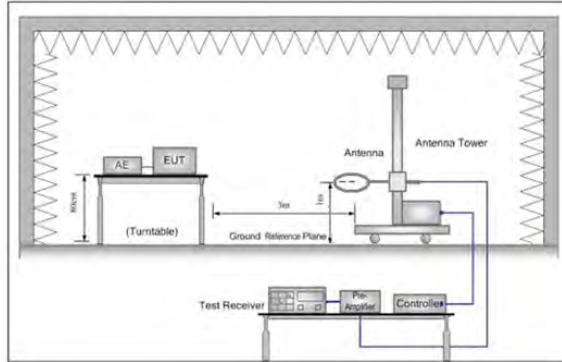 AE
EUT
Antenna
Antenna Tower
80cm
3m
1m
(Turntable)
Ground Reference Plane
Test Receiver
Pre-
Amplifier
Controller